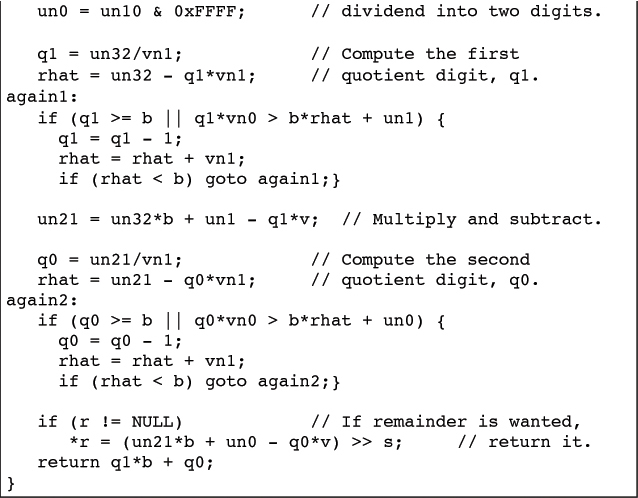 un0 = un10 & 0xFFFF;      // dividend into two digits.
q1 = un32/vn1;            // Compute the first
rhat = un32 - q1*vn1;     // quotient digit, q1.
again1:
if (q1 >= b || q1*vn0 > b*rhat + un1) {
q1 = q1 - 1;
rhat = rhat + vn1;
if (rhat < b) goto again1;}
un21 = un32*b + un1 - q1*v;  // Multiply and subtract.
q0 = un21/vn1;            // Compute the second
rhat = un21 - q0*vn1;     // quotient digit, q0.
again2:
if (q0 >= b || q0*vn0 > b*rhat + un0) {
q0 = q0 - 1;
rhat = rhat + vn1;
if (rhat < b) goto again2;}
if (r != NULL)            // If remainder is wanted,
*r = (un21*b + un0 - q0*v) >> s;     // return it.
return q1*b + q0;
}